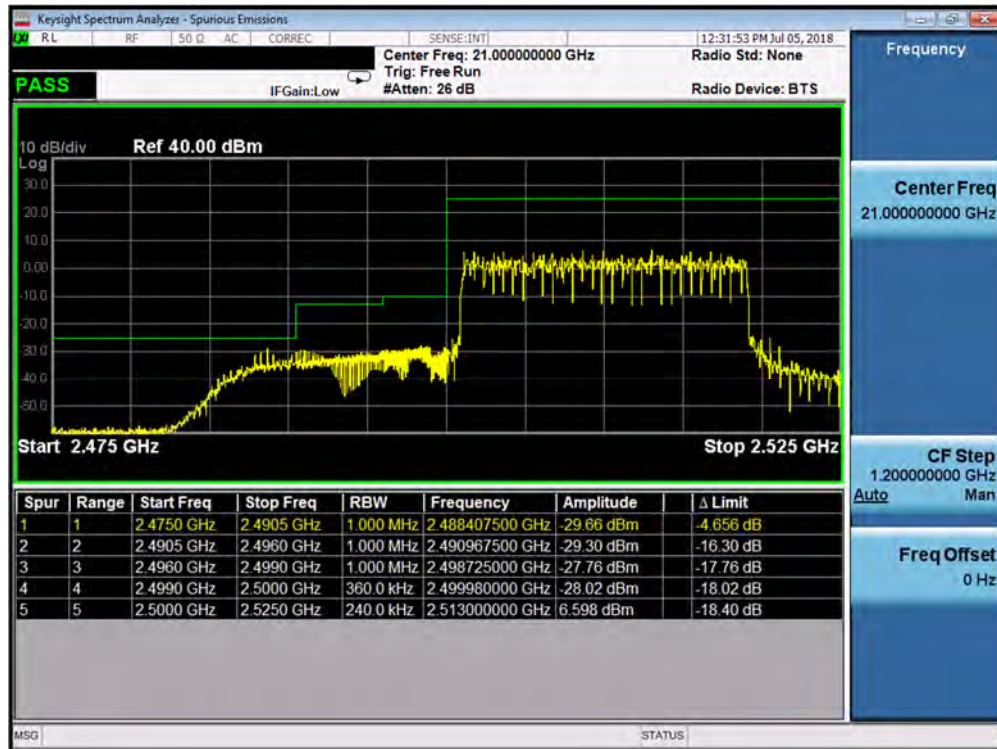 Keysight Spectrum Analyzer - Spurious Emissions
LXI RL RF 50 Ω AC CORREC SENSE:INT 12:31:53 PM Jul 05, 2018
Center Freq: 21.000000000 GHz Radio Std: None
Trig: Free Run
PASS IFGain:Low #Atten: 26 dB Radio Device: BTS
10 dB/div Ref 40.00 dBm
Log
30.0
20.0
10.0
0.00
-10.0
-20.0
-30.0
-40.0
-50.0
Start 2.475 GHz Stop 2.525 GHz
Spur Range Start Freq Stop Freq RBW Frequency Amplitude Δ Limit
1 1 2.4750 GHz 2.4905 GHz 1.000 MHz 2.488407500 GHz -29.66 dBm -4.656 dB
2 2 2.4905 GHz 2.4960 GHz 1.000 MHz 2.490967500 GHz -29.30 dBm -16.30 dB
3 3 2.4960 GHz 2.4990 GHz 1.000 MHz 2.498725000 GHz -27.76 dBm -17.76 dB
4 4 2.4990 GHz 2.5000 GHz 360.0 kHz 2.499980000 GHz -28.02 dBm -18.02 dB
5 5 2.5000 GHz 2.5250 GHz 240.0 kHz 2.513000000 GHz 6.598 dBm -18.40 dB
MSG STATUS
Frequency
Center Freq
21.000000000 GHz
CF Step
1.200000000 GHz
Auto Man
Freq Offset
0 Hz